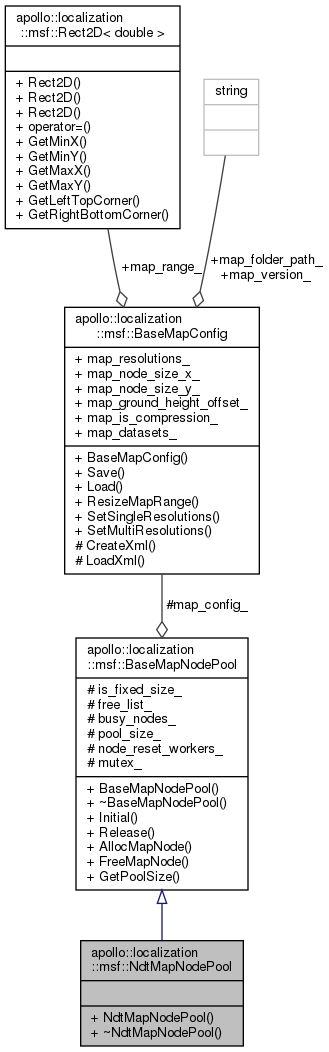 apollo::localization
::msf::Rect2D< double >
+ Rect2D()
+ Rect2D()
+ Rect2D()
+ operator=()
+ GetMinX()
+ GetMinY()
+ GetMaxX()
+ GetMaxY()
+ GetLeftTopCorner()
+ GetRightBottomCorner()
string
+map_range_
+map_folder_path_
+map_version_
apollo::localization
::msf::BaseMapConfig
+ map_resolutions_
+ map_node_size_x_
+ map_node_size_y_
+ map_ground_height_offset_
+ map_is_compression_
+ map_datasets_
+ BaseMapConfig()
+ Save()
+ Load()
+ ResizeMapRange()
+ SetSingleResolutions()
+ SetMultiResolutions()
# CreateXml()
# LoadXml()
#map_config_
apollo::localization
::msf::BaseMapNodePool
# is_fixed_size_
# free_list_
# busy_nodes_
# pool_size_
# node_reset_workers_
# mutex_
+ BaseMapNodePool()
+ ~BaseMapNodePool()
+ Initial()
+ Release()
+ AllocMapNode()
+ FreeMapNode()
+ GetPoolSize()
apollo::localization
::msf::NdtMapNodePool
+ NdtMapNodePool()
+ ~NdtMapNodePool()